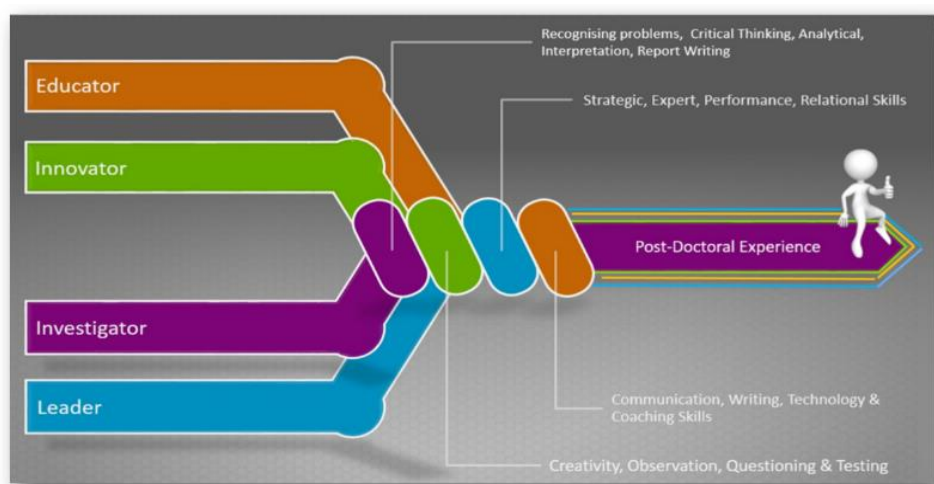 Recognising problems, Critical Thinking, Analytical,
Interpretation, Report Writing
Educator
Strategic, Expert, Performance, Relational Skills
Innovator
Post-Doctoral Experience
Investigator
Leader
Communication, Writing, Technology &
Coaching Skills
Creativity, Observation, Questioning & Testing